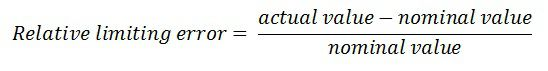 Relative limiting error = actual value − nominal value / nominal value